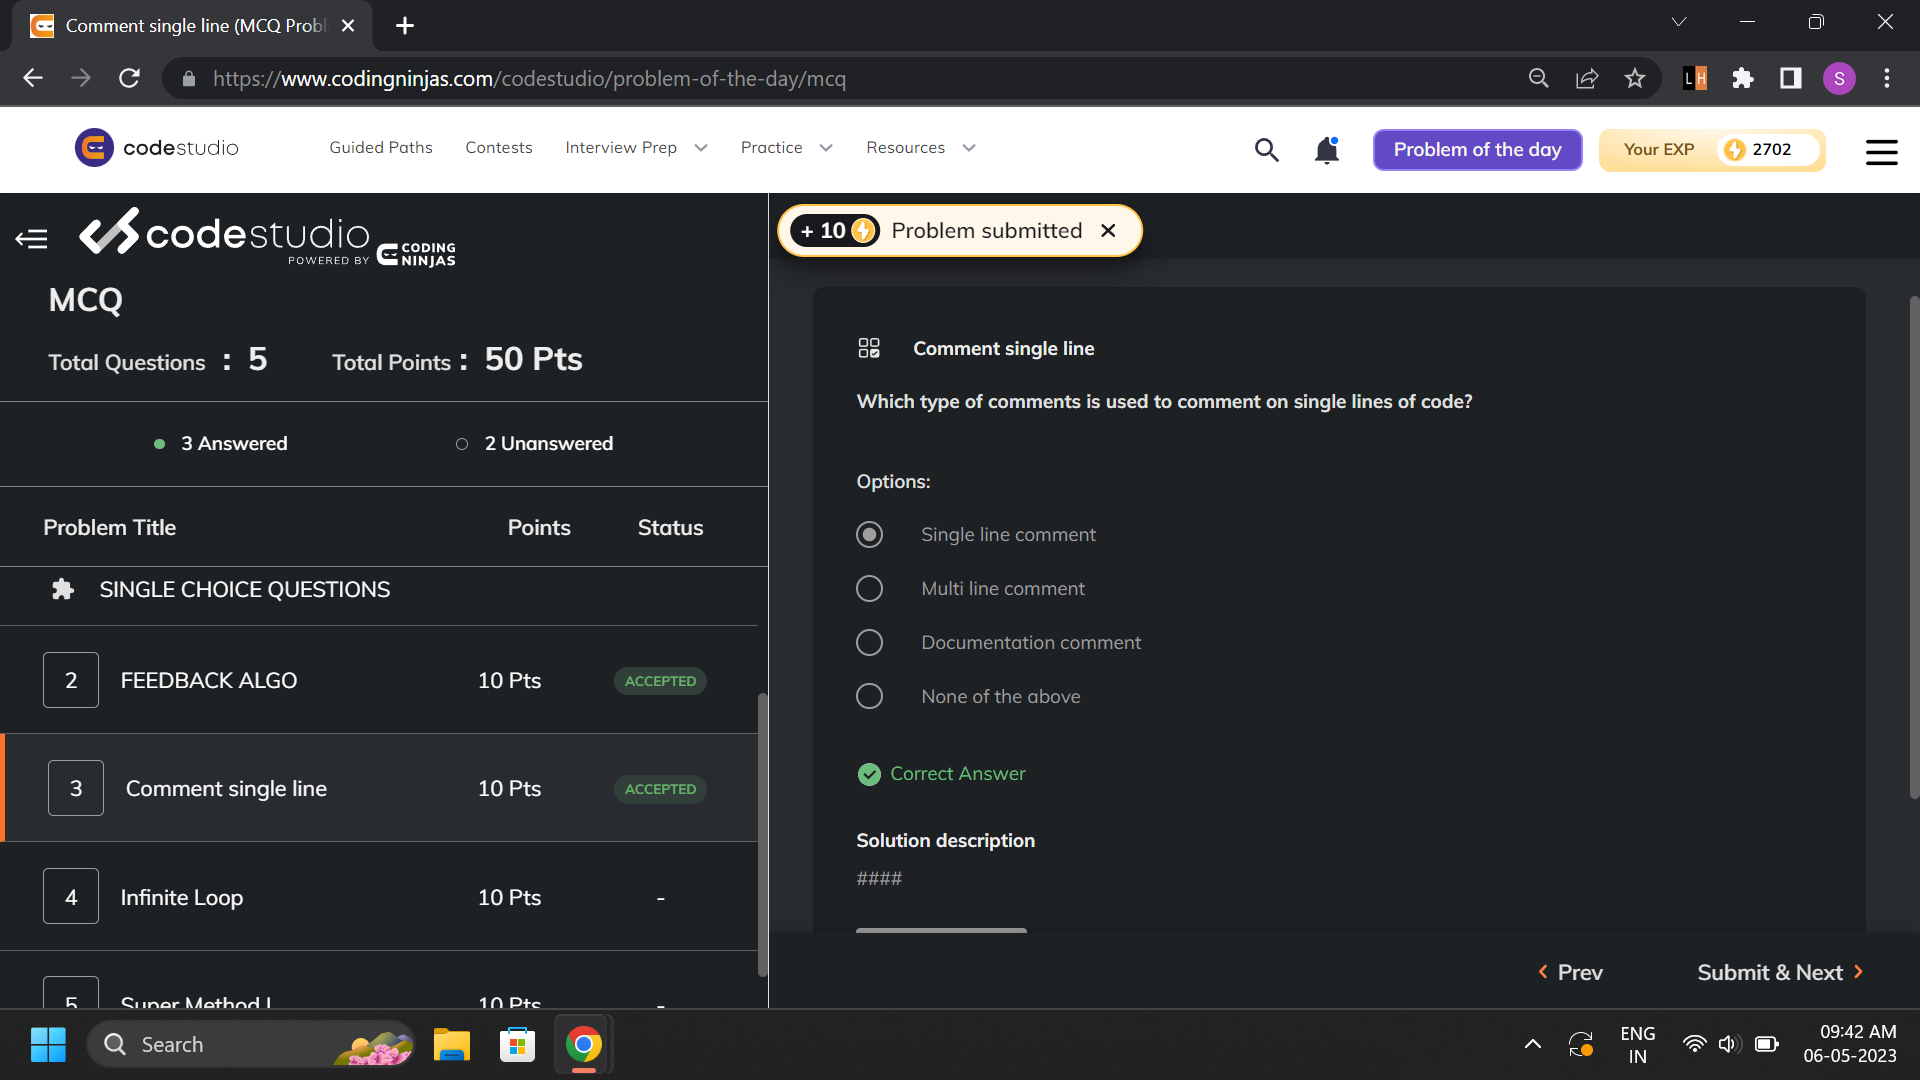 Comment single line (MCQ Probl
https://www.codingninjas.com/codestudio/problem-of-the-day/mcq
L H
S
codestudio
Guided Paths
Contests
Interview Prep
Practice
Resources
Problem of the day
Your EXP
2702
codestudio
POWERED BY
CODING NINJAS
+ 10
Problem submitted
MCQ
Total Questions : 5
Total Points : 50 Pts
3 Answered
2 Unanswered
Problem Title
Points
Status
SINGLE CHOICE QUESTIONS
2
FEEDBACK ALGO
10 Pts
ACCEPTED
3
Comment single line
10 Pts
ACCEPTED
4
Infinite Loop
10 Pts
-
5
Super Method I
10 Pts
-
Comment single line
Which type of comments is used to comment on single lines of code?
Options:
Single line comment
Multi line comment
Documentation comment
None of the above
Correct Answer
Solution description
####
Prev
Submit & Next
Search
ENG
IN
09:42 AM
06-05-2023